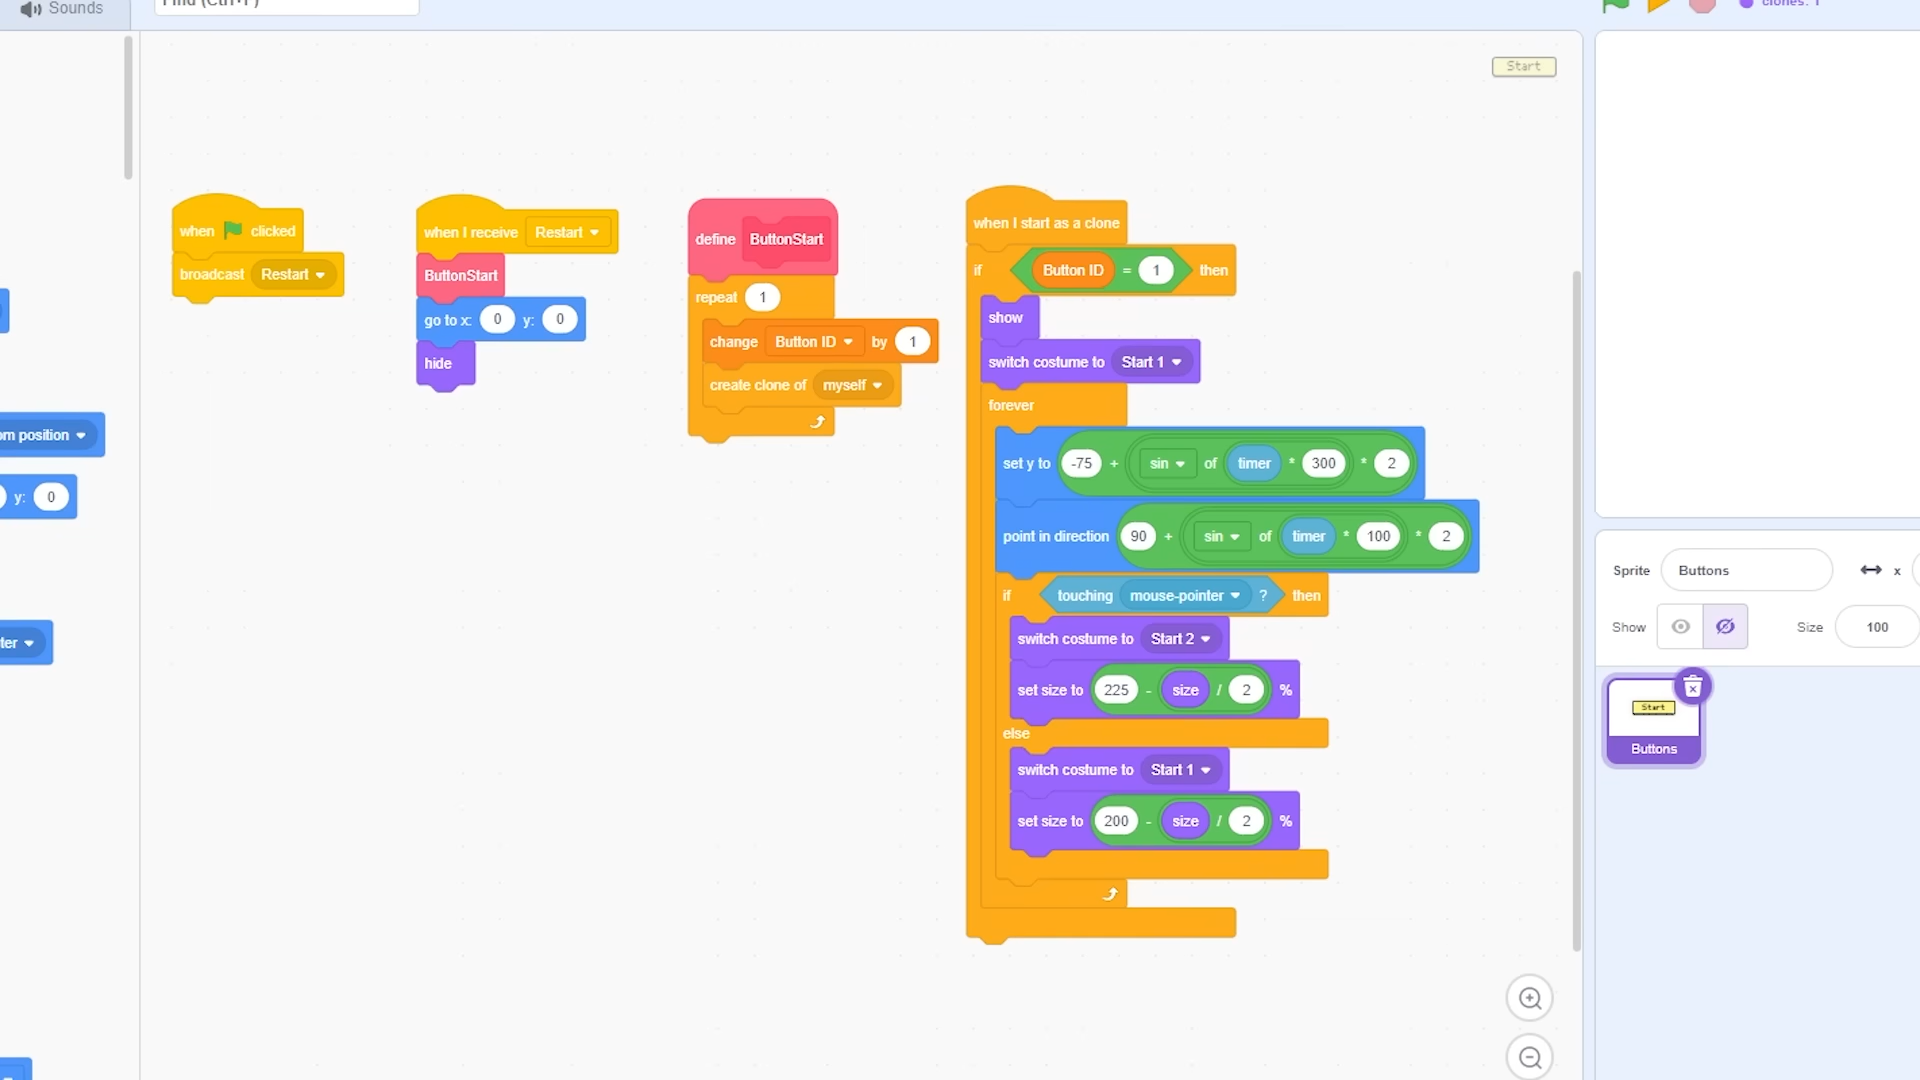 Sounds
Find (Ctrl+F)
clones: 1
Start
when clicked
broadcast Restart
when I receive Restart
ButtonStart
go to x: 0 y: 0
hide
define ButtonStart
repeat 1
change Button ID by 1
create clone of myself
when I start as a clone
if Button ID = 1 then
show
switch costume to Start 1
forever
set y to -75 + sin of timer * 300 * 2
point in direction 90 + sin of timer * 100 * 2
if touching mouse-pointer ? then
switch costume to Start 2
set size to 225 - size / 2 %
else
switch costume to Start 1
set size to 200 - size / 2 %
om position
y: 0
ter
Sprite Buttons x
Show Size 100
Start
Buttons